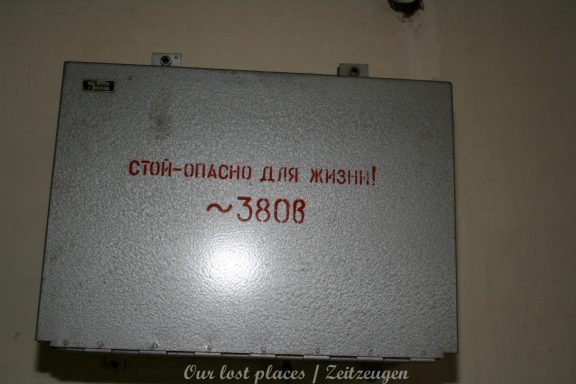 СТОЙ-ОПАСНО ДЛЯ ЖИЗНИ!
~380В
Our lost places | Zeitzeugen